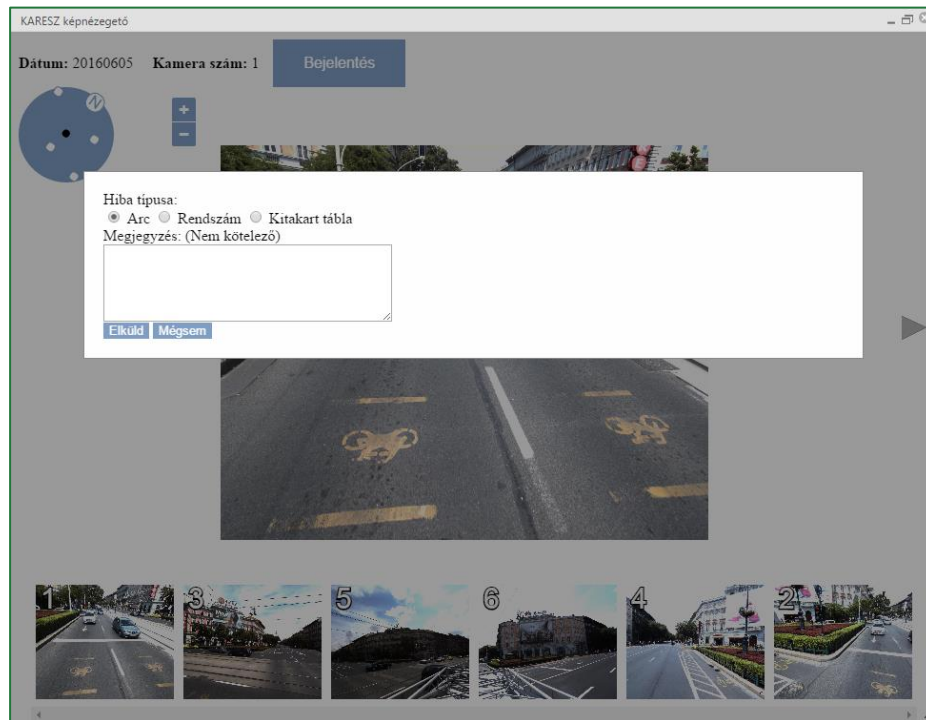 KARESZ képnézegető
Dátum: 20160605 Kamera szám: 1 Bejelentés
N
+
-
Hiba típusa:
Arc Rendszám Kitakart tábla
Megjegyzés: (Nem kötelező)
Elküld Mégsem
1 3 5 6 4 2